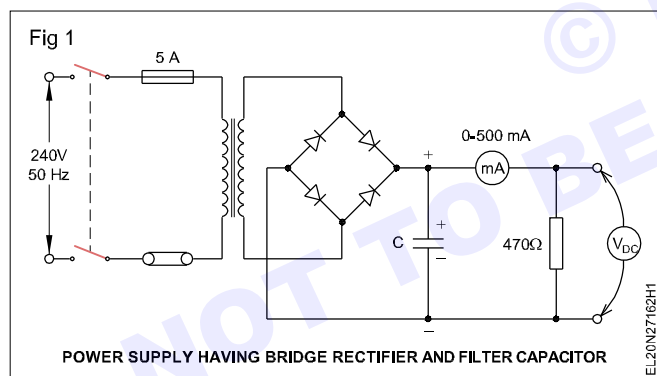 Fig 1
5 A
240V
50 Hz
0-500 mA
+
mA
+
C
−
470Ω
VDC
−
POWER SUPPLY HAVING BRIDGE RECTIFIER AND FILTER CAPACITOR
EL20N27162H1
©
NOT TO BE